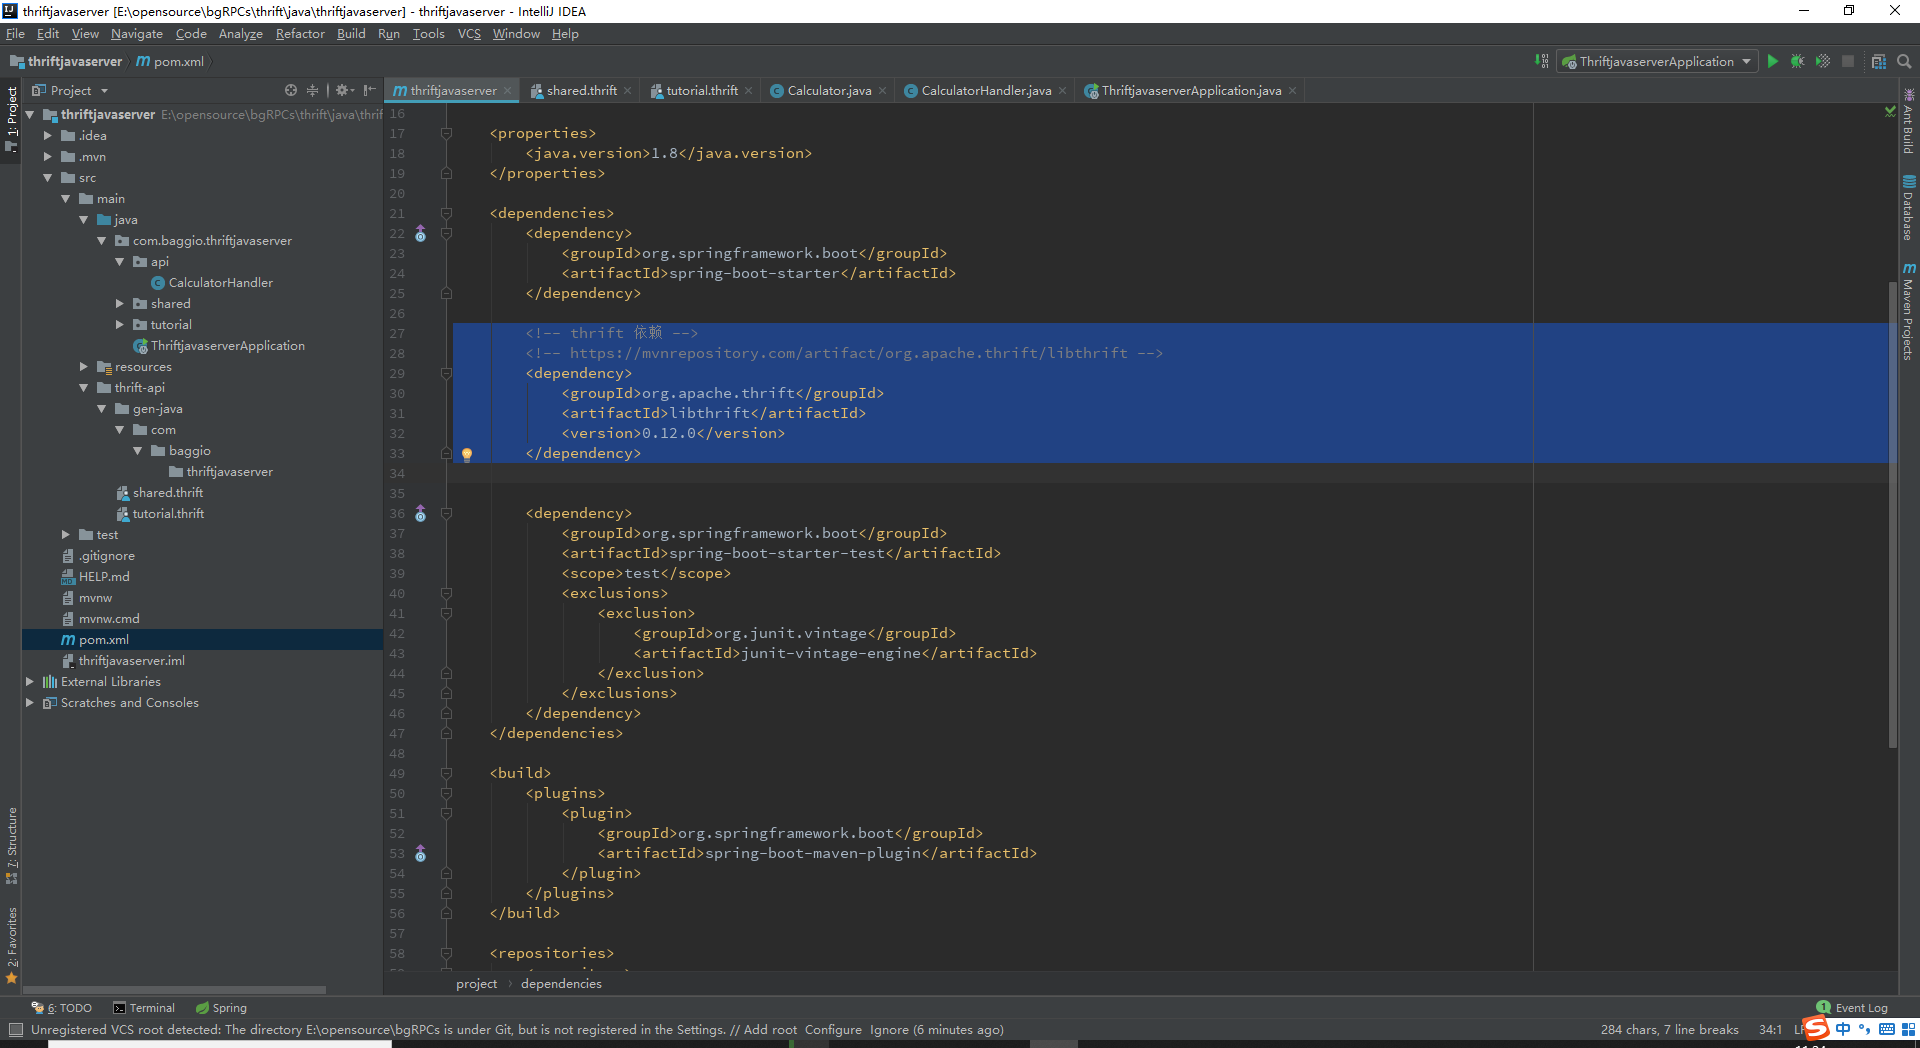 thriftjavaserver [E:\opensource\bgRPCs\thrift\java\thriftjavaserver] - thriftjavaserver - IntelliJ IDEA
File Edit View Navigate Code Analyze Refactor Build Run Tools VCS Window Help
thriftjavaserver pom.xml
ThriftjavaserverApplication
Project
thriftjavaserver shared.thrift tutorial.thrift Calculator.java CalculatorHandler.java ThriftjavaserverApplication.java
1: Project
7: Structure
2: Favorites
thriftjavaserver E:\opensource\bgRPCs\thrift\java\thrif
.idea
.mvn
src
main
java
com.baggio.thriftjavaserver
api
CalculatorHandler
shared
tutorial
ThriftjavaserverApplication
resources
thrift-api
gen-java
com
baggio
thriftjavaserver
shared.thrift
tutorial.thrift
test
.gitignore
HELP.md
mvnw
mvnw.cmd
pom.xml
thriftjavaserver.iml
External Libraries
Scratches and Consoles
16
17 <properties>
18 <java.version>1.8</java.version>
19 </properties>
20
21 <dependencies>
22 <dependency>
23 <groupId>org.springframework.boot</groupId>
24 <artifactId>spring-boot-starter</artifactId>
25 </dependency>
26
27 <!-- thrift 依赖 -->
28 <!-- https://mvnrepository.com/artifact/org.apache.thrift/libthrift -->
29 <dependency>
30 <groupId>org.apache.thrift</groupId>
31 <artifactId>libthrift</artifactId>
32 <version>0.12.0</version>
33 </dependency>
34
35
36 <dependency>
37 <groupId>org.springframework.boot</groupId>
38 <artifactId>spring-boot-starter-test</artifactId>
39 <scope>test</scope>
40 <exclusions>
41 <exclusion>
42 <groupId>org.junit.vintage</groupId>
43 <artifactId>junit-vintage-engine</artifactId>
44 </exclusion>
45 </exclusions>
46 </dependency>
47 </dependencies>
48
49 <build>
50 <plugins>
51 <plugin>
52 <groupId>org.springframework.boot</groupId>
53 <artifactId>spring-boot-maven-plugin</artifactId>
54 </plugin>
55 </plugins>
56 </build>
57
58 <repositories>
project dependencies
Ant Build
Database
Maven Projects
6: TODO Terminal Spring
1 Event Log
Unregistered VCS root detected: The directory E:\opensource\bgRPCs is under Git, but is not registered in the Settings. // Add root Configure Ignore (6 minutes ago)
284 chars, 7 line breaks 34:1
中